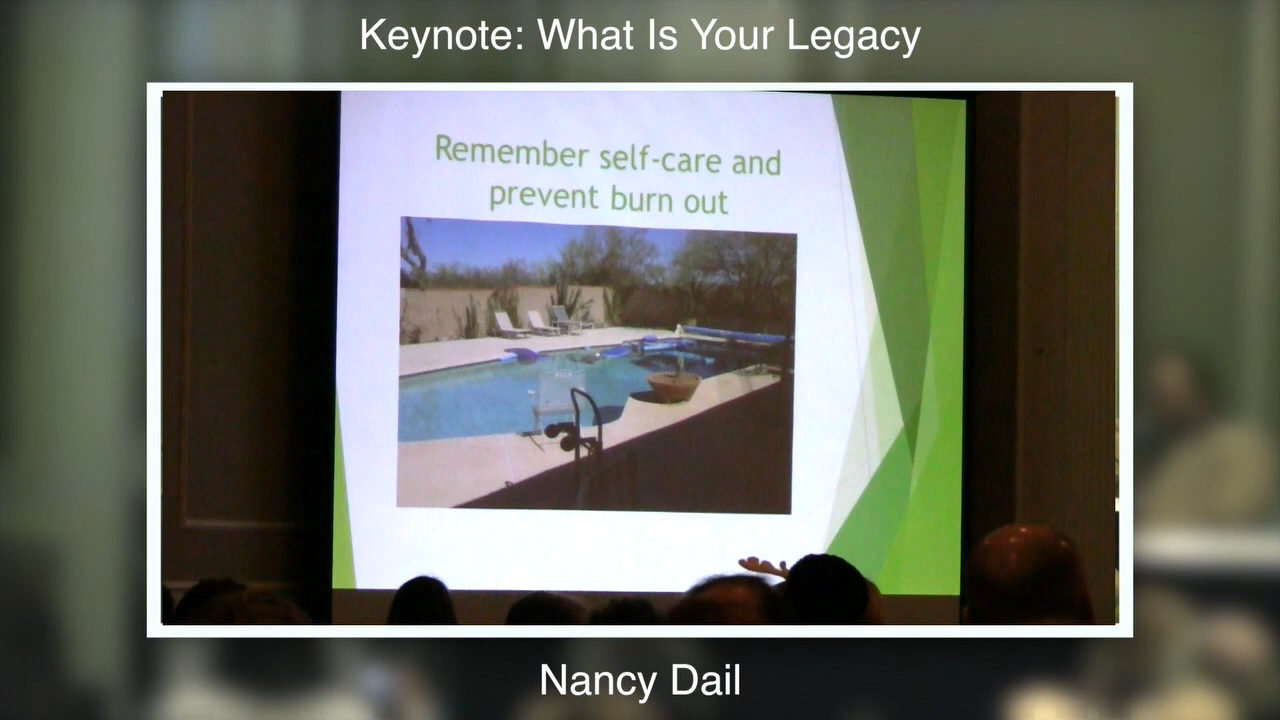 Keynote: What Is Your Legacy
Remember self-care and
prevent burn out
Nancy Dail